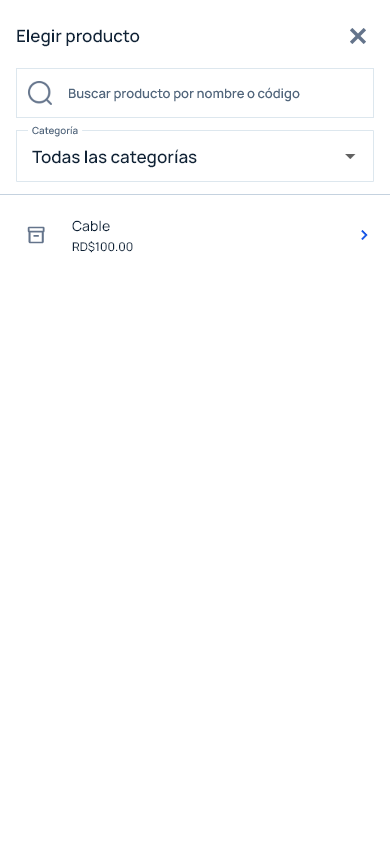 Elegir producto
Buscar producto por nombre o código
Categoría
Todas las categorías
Cable
RD$100.00